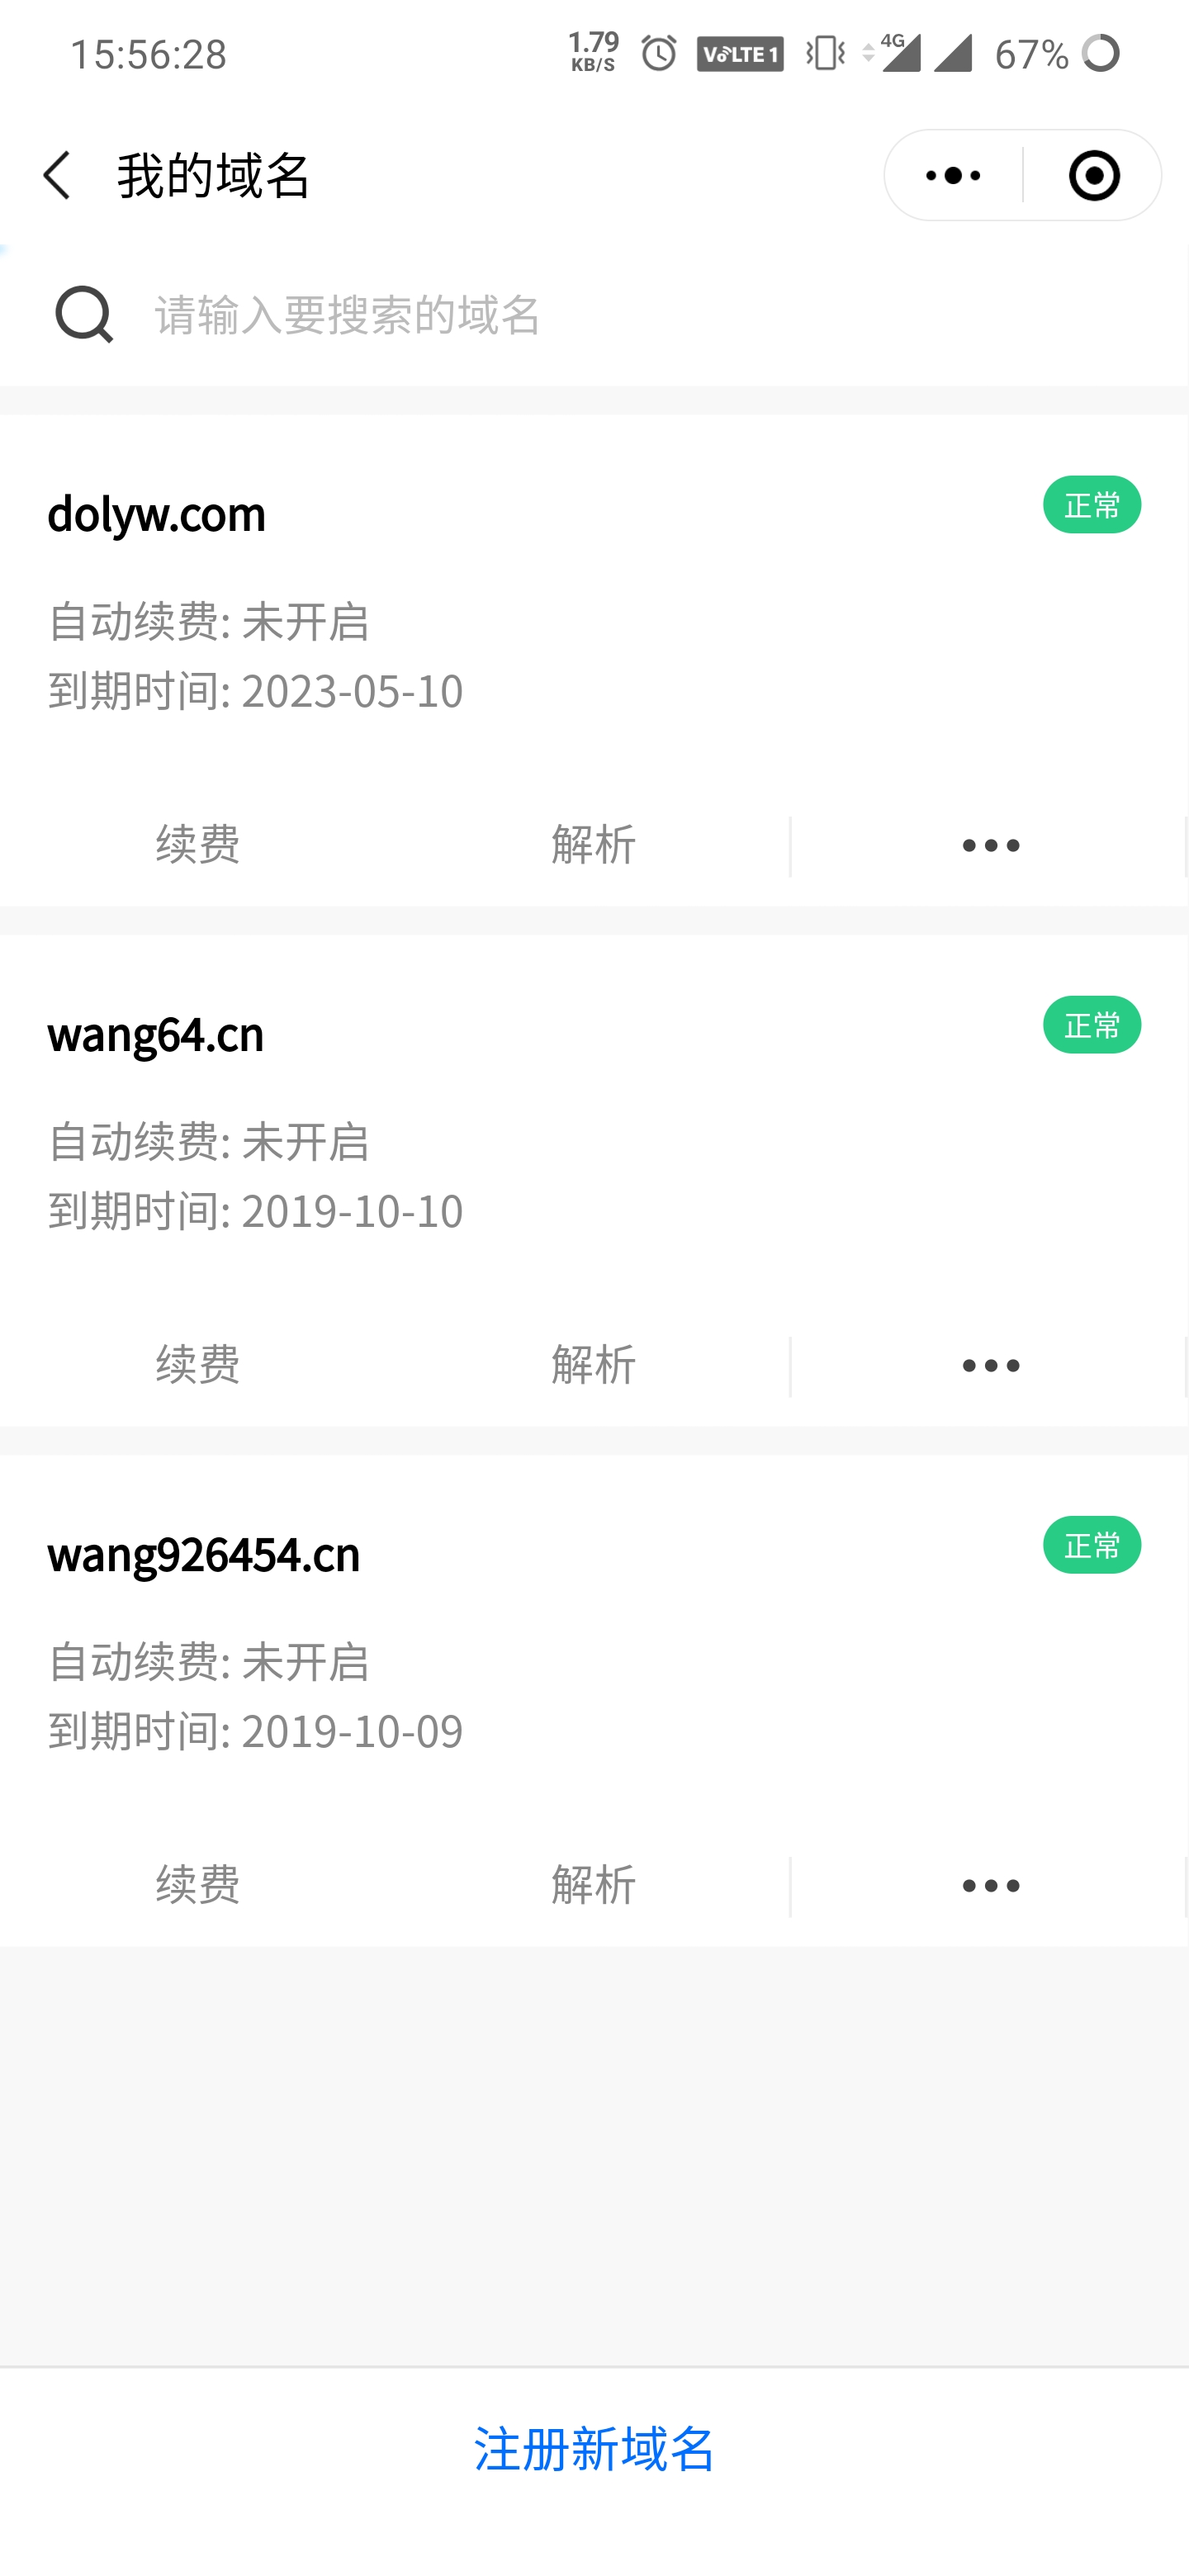 15:56:28 1.79 KB/S VoLTE 1 4G 67%
我的域名
请输入要搜索的域名
dolyw.com 正常
自动续费: 未开启
到期时间: 2023-05-10
续费 解析
wang64.cn 正常
自动续费: 未开启
到期时间: 2019-10-10
续费 解析
wang926454.cn 正常
自动续费: 未开启
到期时间: 2019-10-09
续费 解析
注册新域名